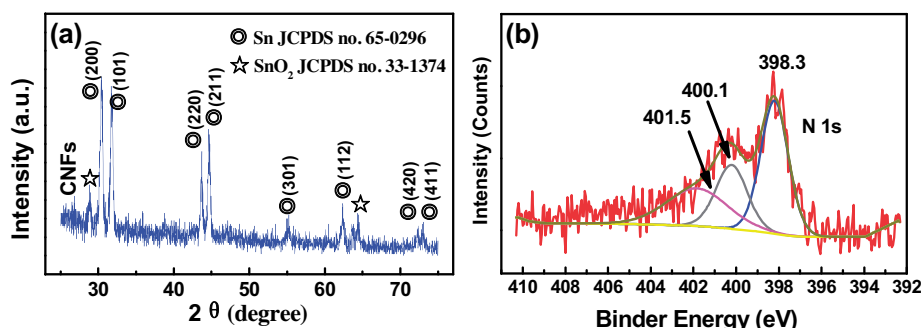 (a)
◎ Sn JCPDS no. 65-0296
☆ SnO₂ JCPDS no. 33-1374
Intensity (a.u.)
CNFs
(200)
(101)
(220)
(211)
(301)
(112)
(420)
(411)
30 40 50 60 70
2 θ (degree)
(b)
398.3
400.1
401.5
N 1s
Intensity (Counts)
410 408 406 404 402 400 398 396 394 392
Binder Energy (eV)